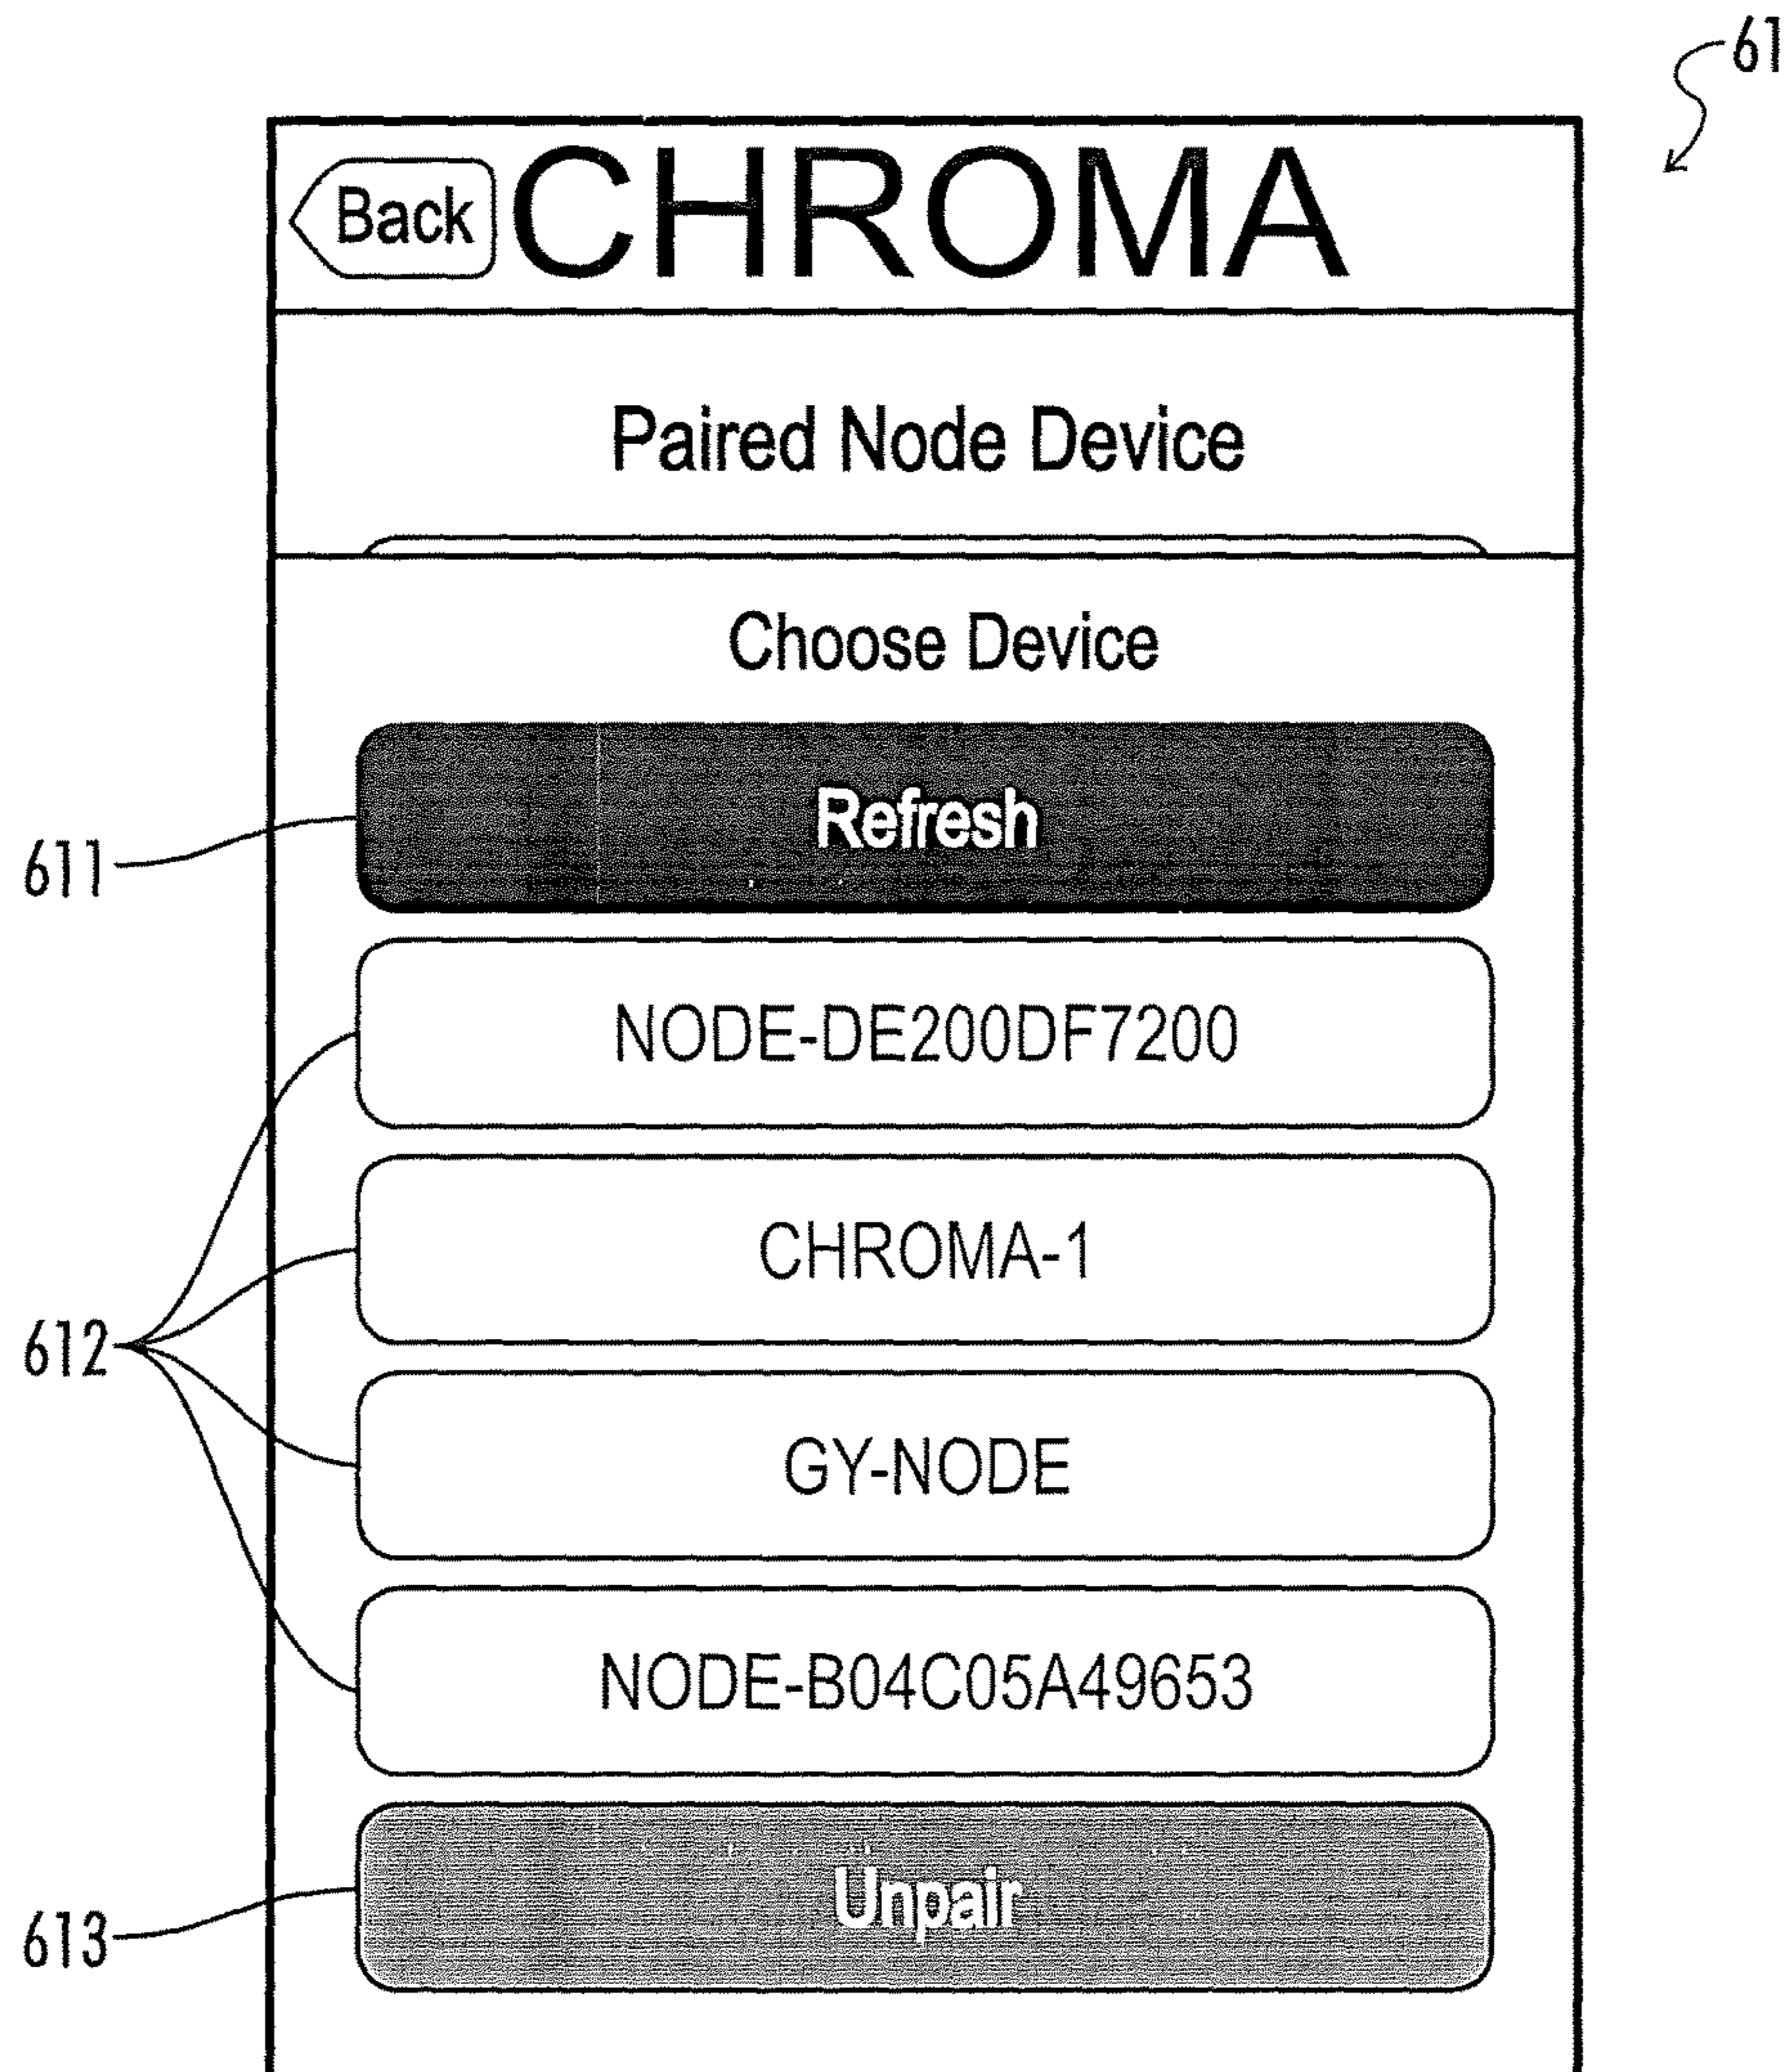 61
Back CHROMA
Paired Node Device
Choose Device
Refresh
611
NODE-DE200DF7200
CHROMA-1
612
GY-NODE
NODE-B04C05A49653
Unpair
613